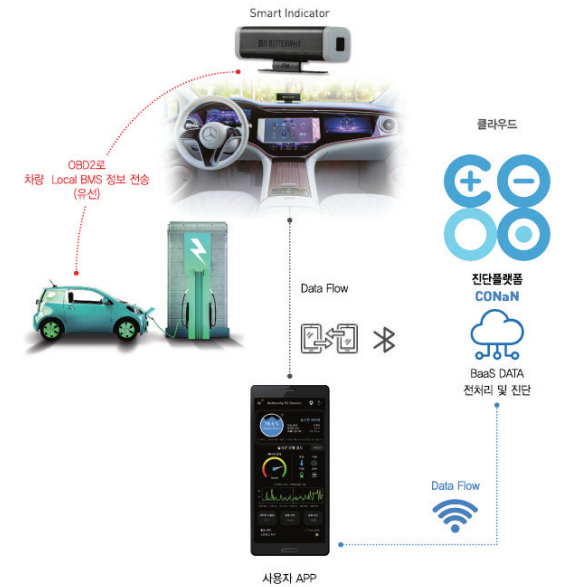 Smart Indicator
BETTERWHY
클라우드
OBD2로
차량 Local BMS 정보 전송
(유선)
진단플랫폼
CONaN
Data Flow
BaaS DATA
전처리 및 진단
Data Flow
사용자 APP